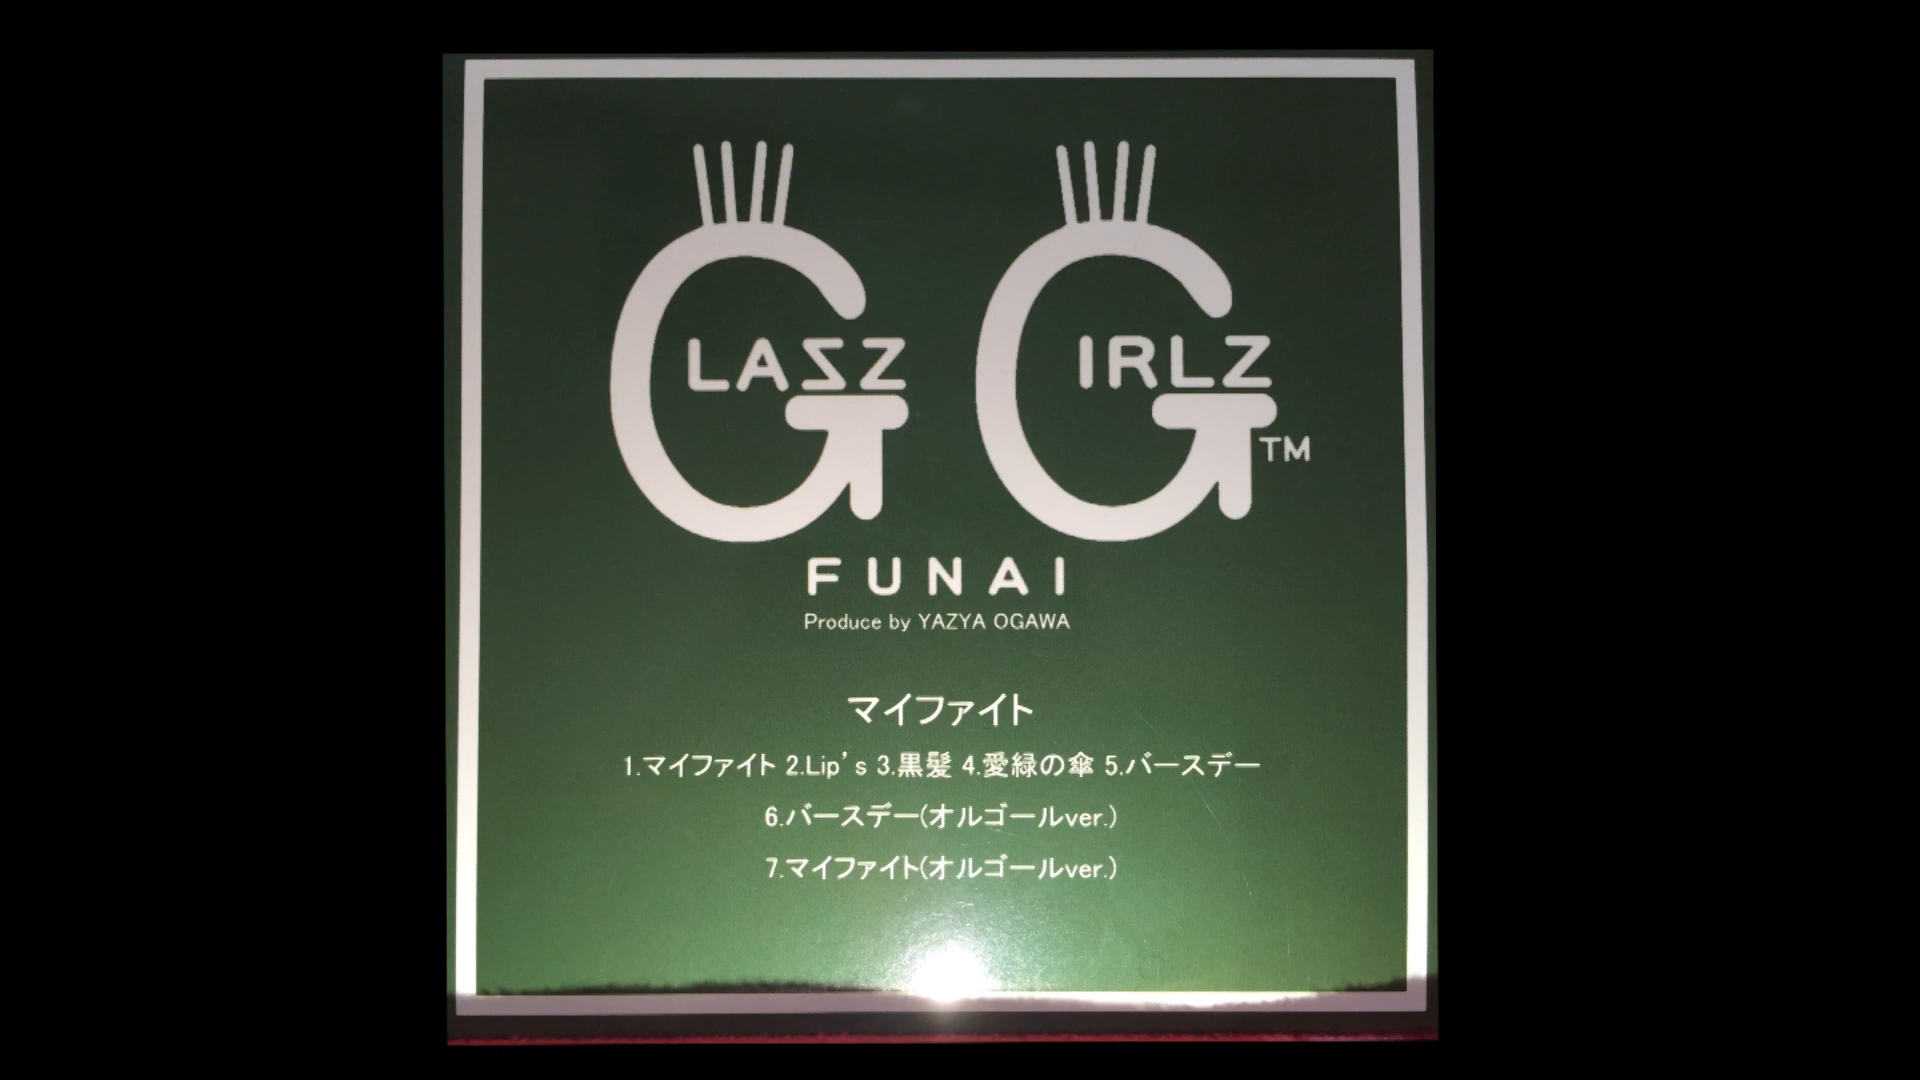 GLASZ GIRLZ
TM
FUNAI
Produce by YAZYA OGAWA
マイファイト
1.マイファイト 2.Lip's 3.黒髪 4.愛緑の傘 5.バースデー
6.バースデー(オルゴールver.)
7.マイファイト(オルゴールver.)